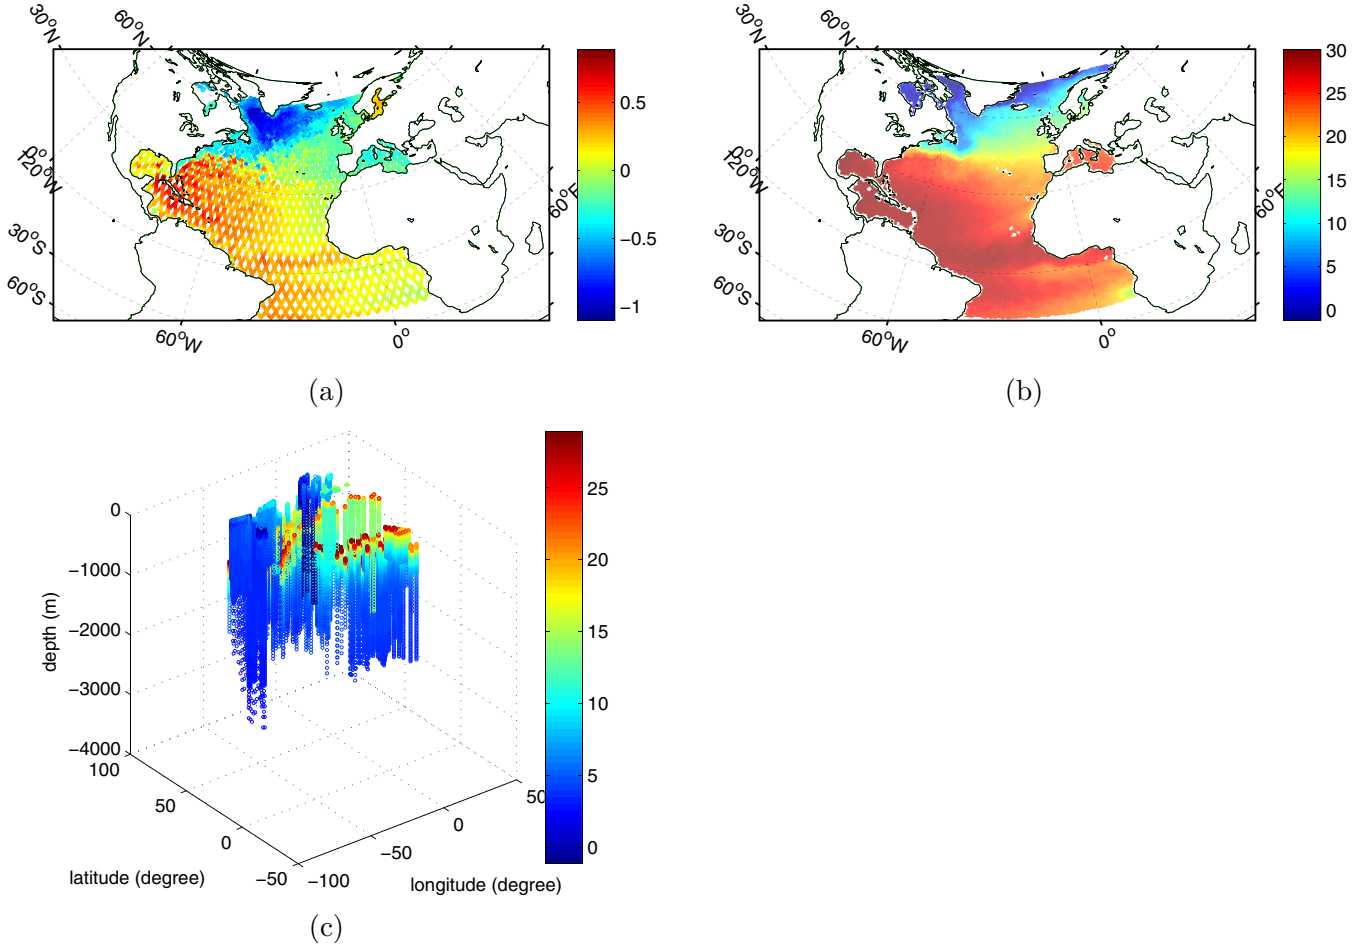 30°N
60°N
0°
120°W
30°S
60°S
60°W
0°
60°E
0.5
0
−0.5
−1
(a)
30°N
60°N
0°
120°W
30°S
60°S
60°W
0°
60°E
30
25
20
15
10
5
0
(b)
0
−1000
−2000
−3000
−4000
depth (m)
100
50
0
−50
latitude (degree)
−100
−50
0
50
longitude (degree)
25
20
15
10
5
0
(c)